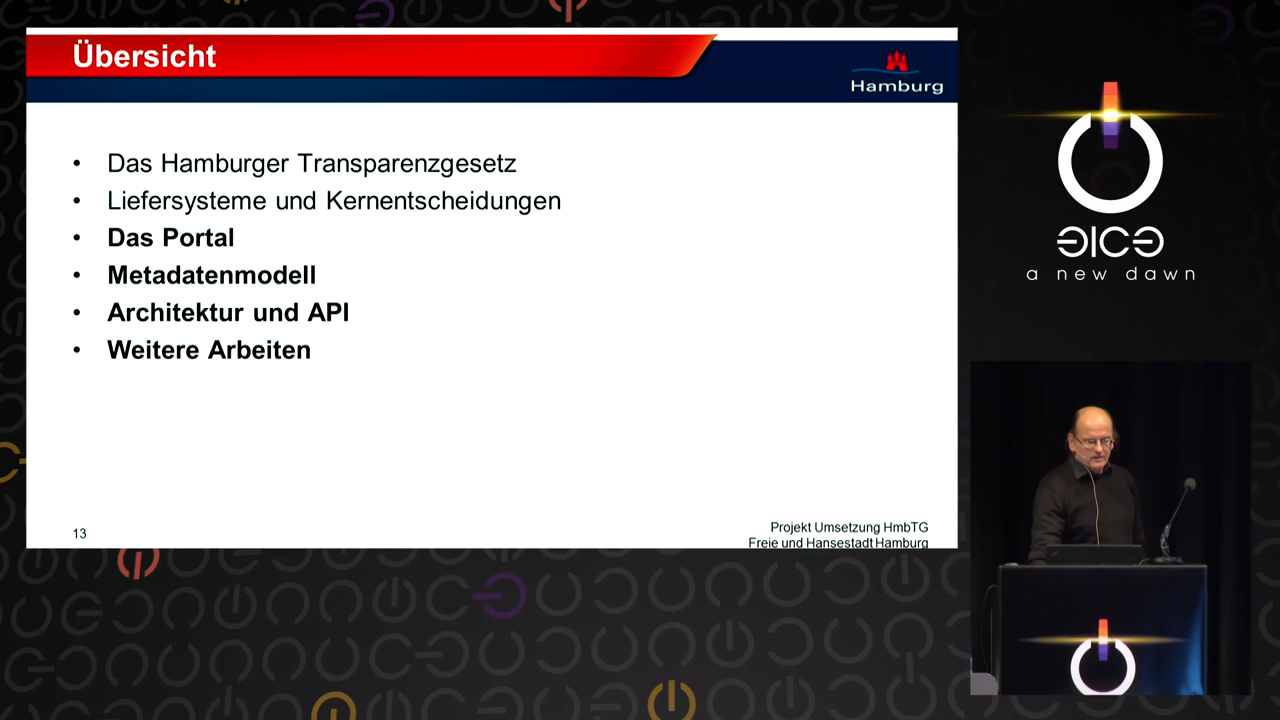 Übersicht
Hamburg
• Das Hamburger Transparenzgesetz
• Liefersysteme und Kernentscheidungen
• Das Portal
• Metadatenmodell
• Architektur und API
• Weitere Arbeiten
13
Projekt Umsetzung HmbTG
Freie und Hansestadt Hamburg
a new dawn